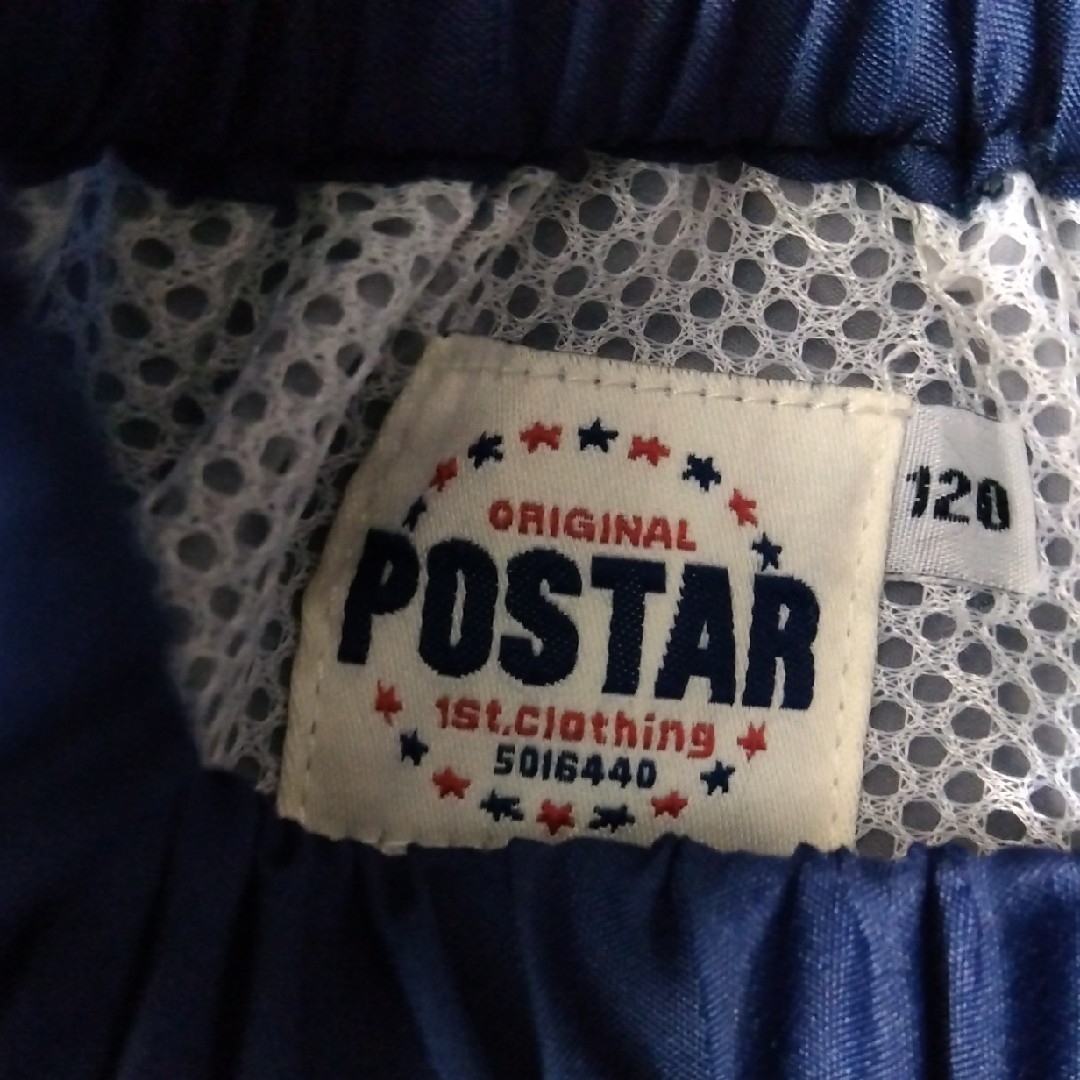 ORIGINAL
POSTAR
1st.Clothing
5016440
120